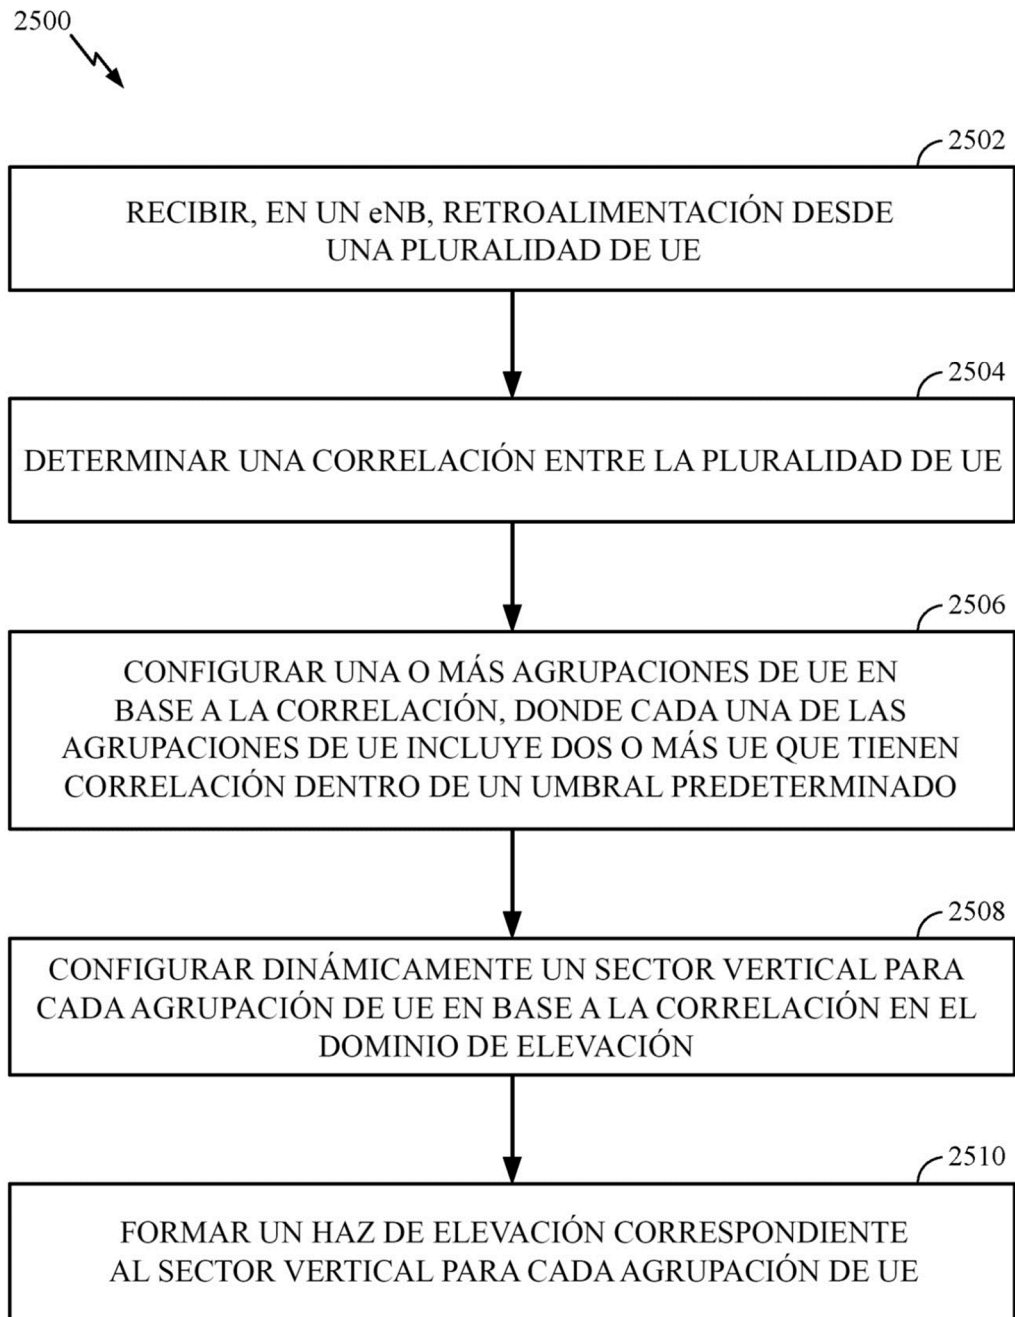 2500
2502
RECIBIR, EN UN eNB, RETROALIMENTACIÓN DESDE
UNA PLURALIDAD DE UE
2504
DETERMINAR UNA CORRELACIÓN ENTRE LA PLURALIDAD DE UE
2506
CONFIGURAR UNA O MÁS AGRUPACIONES DE UE EN
BASE A LA CORRELACIÓN, DONDE CADA UNA DE LAS
AGRUPACIONES DE UE INCLUYE DOS O MÁS UE QUE TIENEN
CORRELACIÓN DENTRO DE UN UMBRAL PREDETERMINADO
2508
CONFIGURAR DINÁMICAMENTE UN SECTOR VERTICAL PARA
CADA AGRUPACIÓN DE UE EN BASE A LA CORRELACIÓN EN EL
DOMINIO DE ELEVACIÓN
2510
FORMAR UN HAZ DE ELEVACIÓN CORRESPONDIENTE
AL SECTOR VERTICAL PARA CADA AGRUPACIÓN DE UE